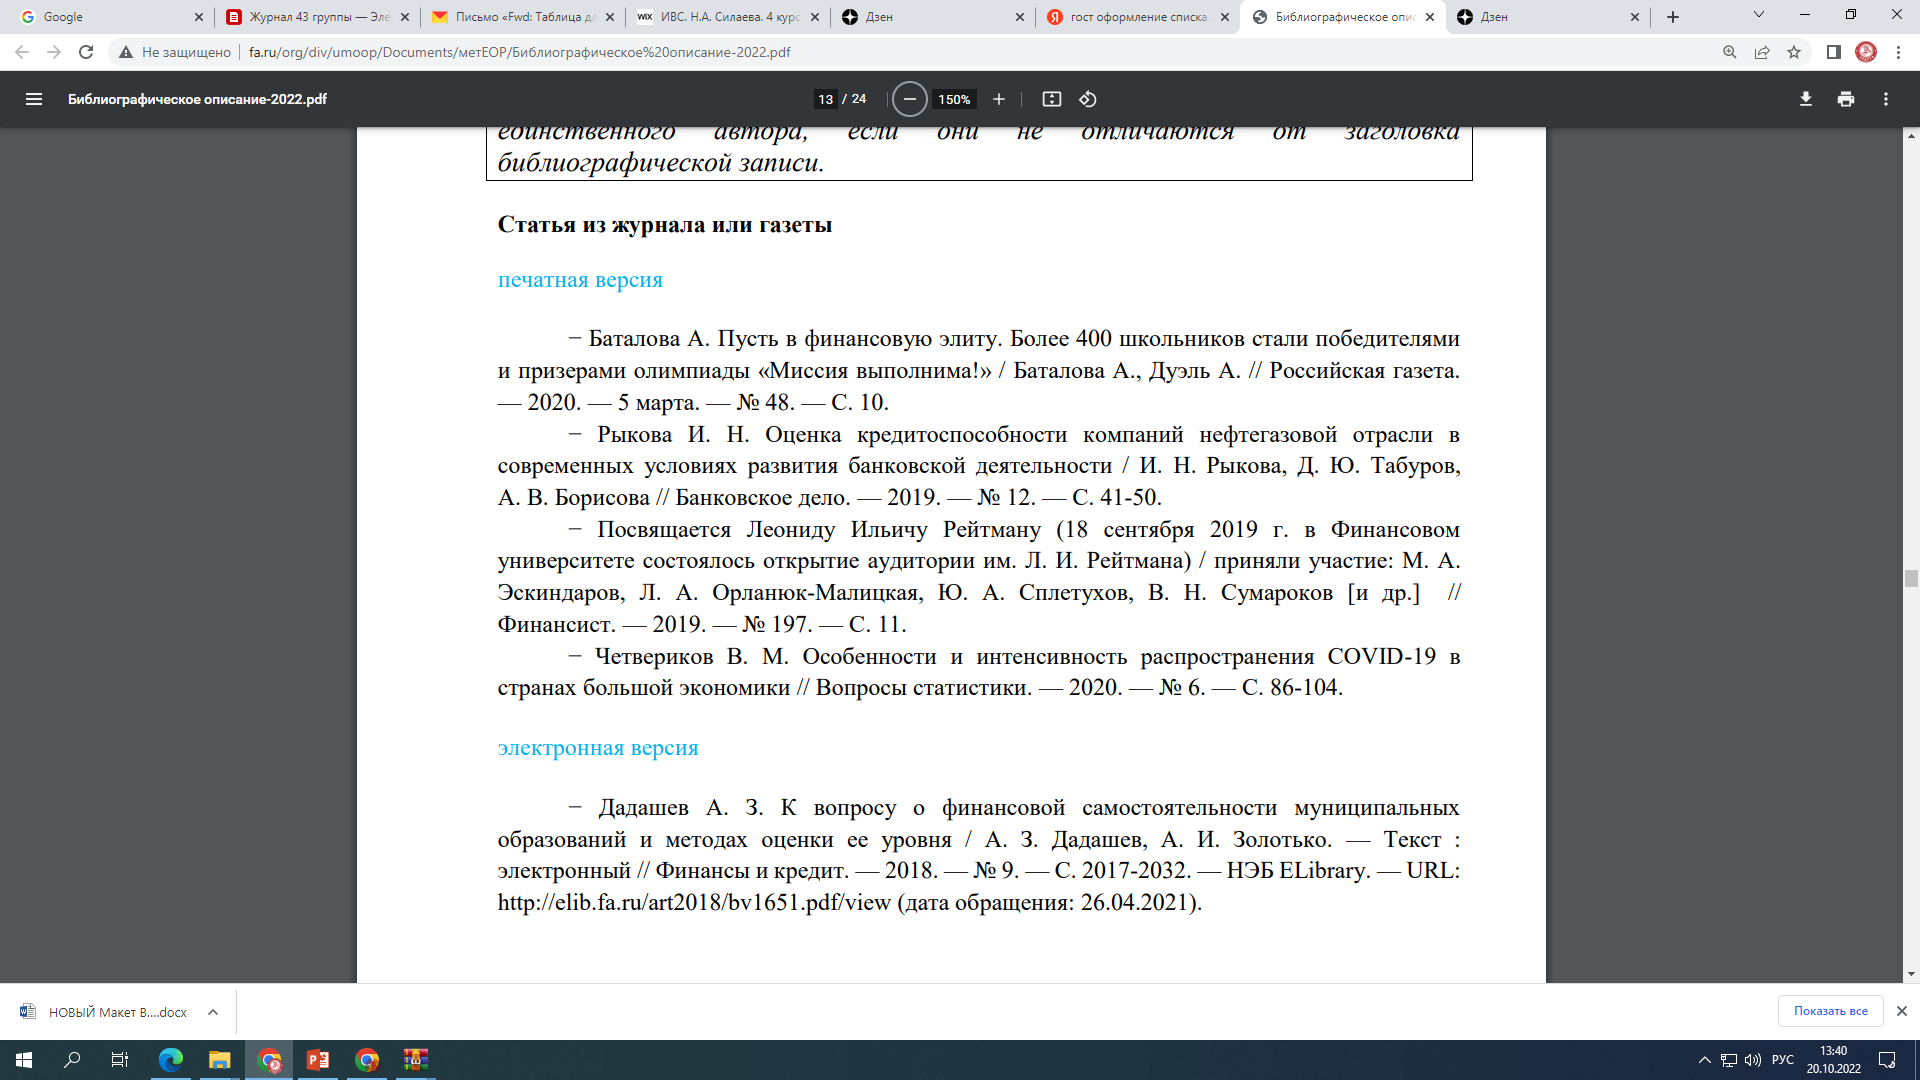 Google
Журнал 43 группы — Эле
Письмо «Fwd: Таблица дл
WIX ИВС. Н.А. Силаева. 4 курс
Дзен
гост оформление списка
Библиографическое опис
Дзен
Не защищено
fa.ru/org/div/umoop/Documents/метЕОР/Библиографическое%20описание-2022.pdf
Библиографическое описание-2022.pdf
13 / 24
150%
единственного автора, если они не отличаются от заголовка
библиографической записи.
Статья из журнала или газеты
печатная версия
− Баталова А. Пусть в финансовую элиту. Более 400 школьников стали победителями
и призерами олимпиады «Миссия выполнима!» / Баталова А., Дуэль А. // Российская газета.
— 2020. — 5 марта. — № 48. — С. 10.
− Рыкова И. Н. Оценка кредитоспособности компаний нефтегазовой отрасли в
современных условиях развития банковской деятельности / И. Н. Рыкова, Д. Ю. Табуров,
А. В. Борисова // Банковское дело. — 2019. — № 12. — С. 41-50.
− Посвящается Леониду Ильичу Рейтману (18 сентября 2019 г. в Финансовом
университете состоялось открытие аудитории им. Л. И. Рейтмана) / приняли участие: М. А.
Эскиндаров, Л. А. Орланюк-Малицкая, Ю. А. Сплетухов, В. Н. Сумароков [и др.] //
Финансист. — 2019. — № 197. — С. 11.
− Четвериков В. М. Особенности и интенсивность распространения COVID-19 в
странах большой экономики // Вопросы статистики. — 2020. — № 6. — С. 86-104.
электронная версия
− Дадашев А. З. К вопросу о финансовой самостоятельности муниципальных
образований и методах оценки ее уровня / А. З. Дадашев, А. И. Золотько. — Текст :
электронный // Финансы и кредит. — 2018. — № 9. — С. 2017-2032. — НЭБ ELibrary. — URL:
http://elib.fa.ru/art2018/bv1651.pdf/view (дата обращения: 26.04.2021).
НОВЫЙ Макет В....docx
Показать все
РУС
13:40
20.10.2022